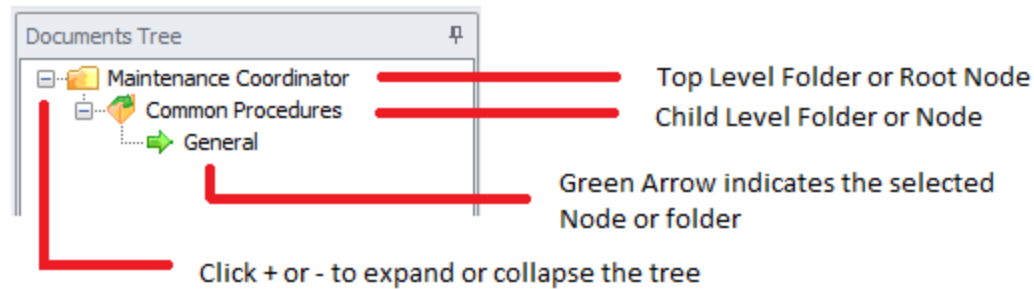 Documents Tree
Maintenance Coordinator
Top Level Folder or Root Node
Common Procedures
Child Level Folder or Node
General
Green Arrow indicates the selected
Node or folder
Click + or - to expand or collapse the tree